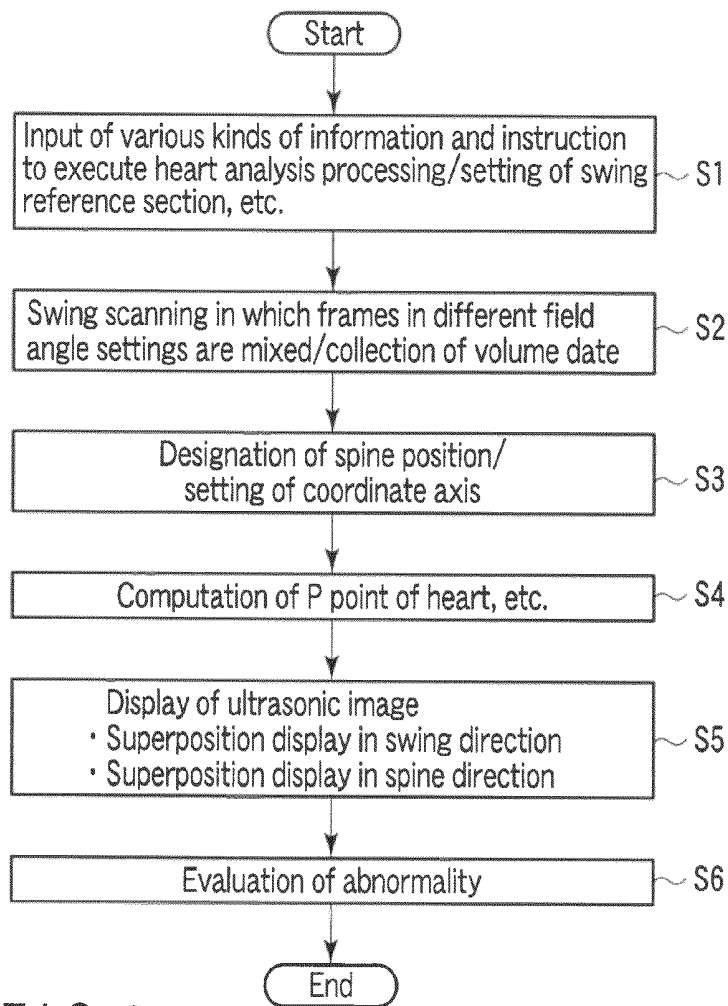 Start
Input of various kinds of information and instruction
to execute heart analysis processing/setting of swing
reference section, etc.
S1
Swing scanning in which frames in different field
angle settings are mixed/collection of volume date
S2
Designation of spine position/
setting of coordinate axis
S3
Computation of P point of heart, etc.
S4
Display of ultrasonic image
・Superposition display in swing direction
・Superposition display in spine direction
S5
Evaluation of abnormality
S6
End